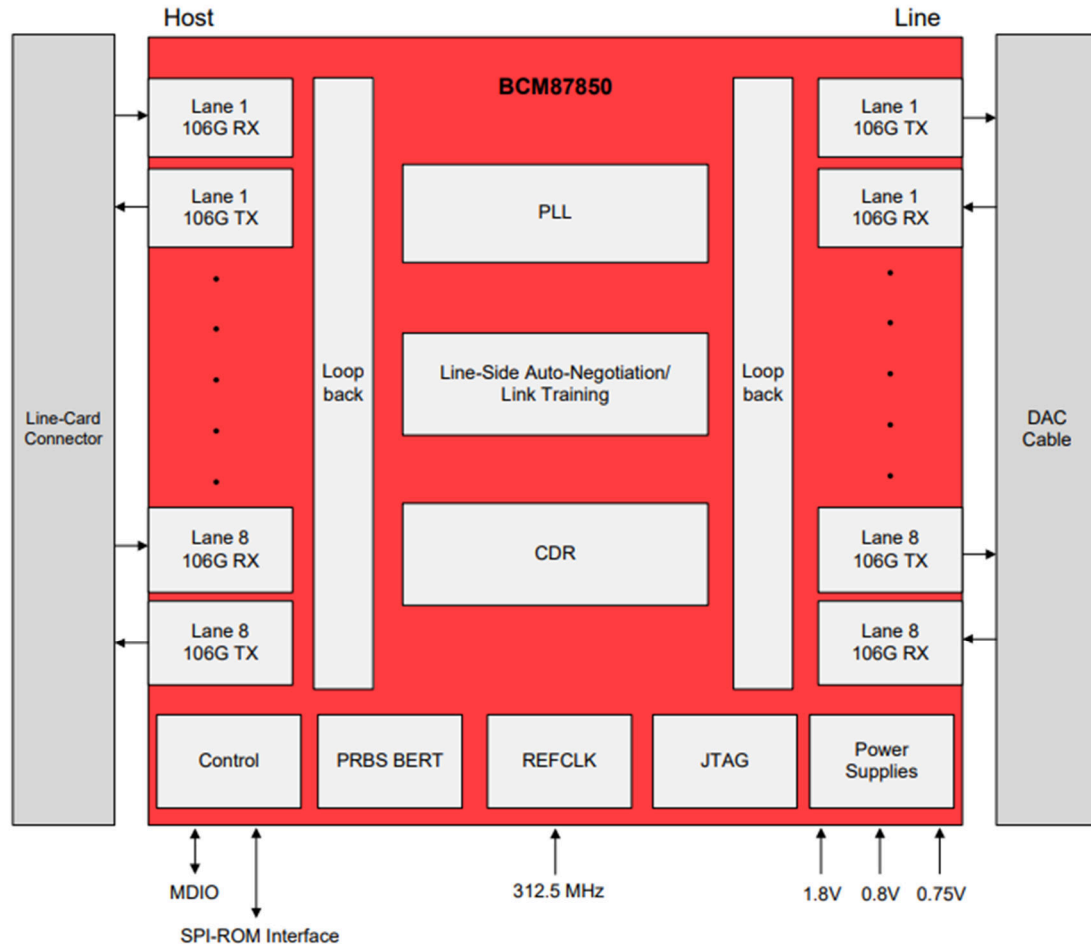 Host
Line
BCM87850
Lane 1
106G RX
Lane 1
106G TX
Lane 1
106G TX
Lane 1
106G RX
PLL
Line-Side Auto-Negotiation/
Link Training
CDR
Loop
back
Loop
back
Line-Card
Connector
DAC
Cable
Lane 8
106G RX
Lane 8
106G TX
Lane 8
106G TX
Lane 8
106G RX
Control
PRBS BERT
REFCLK
JTAG
Power
Supplies
MDIO
SPI-ROM Interface
312.5 MHz
1.8V
0.8V
0.75V